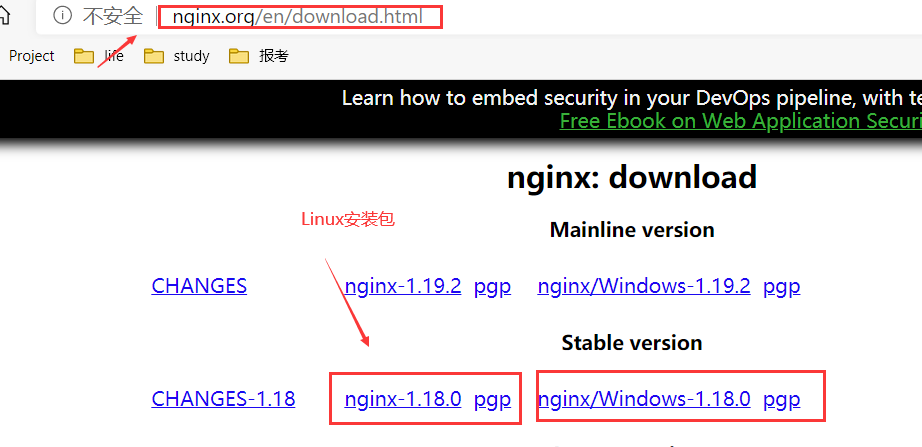 不安全 nginx.org/en/download.html
Project life study 报考
Learn how to embed security in your DevOps pipeline, with
Free Ebook on Web Application
nginx: download
Linux安装包
Mainline version
CHANGES nginx-1.19.2 pgp nginx/Windows-1.19.2 pgp
Stable version
CHANGES-1.18 nginx-1.18.0 pgp nginx/Windows-1.18.0 pgp